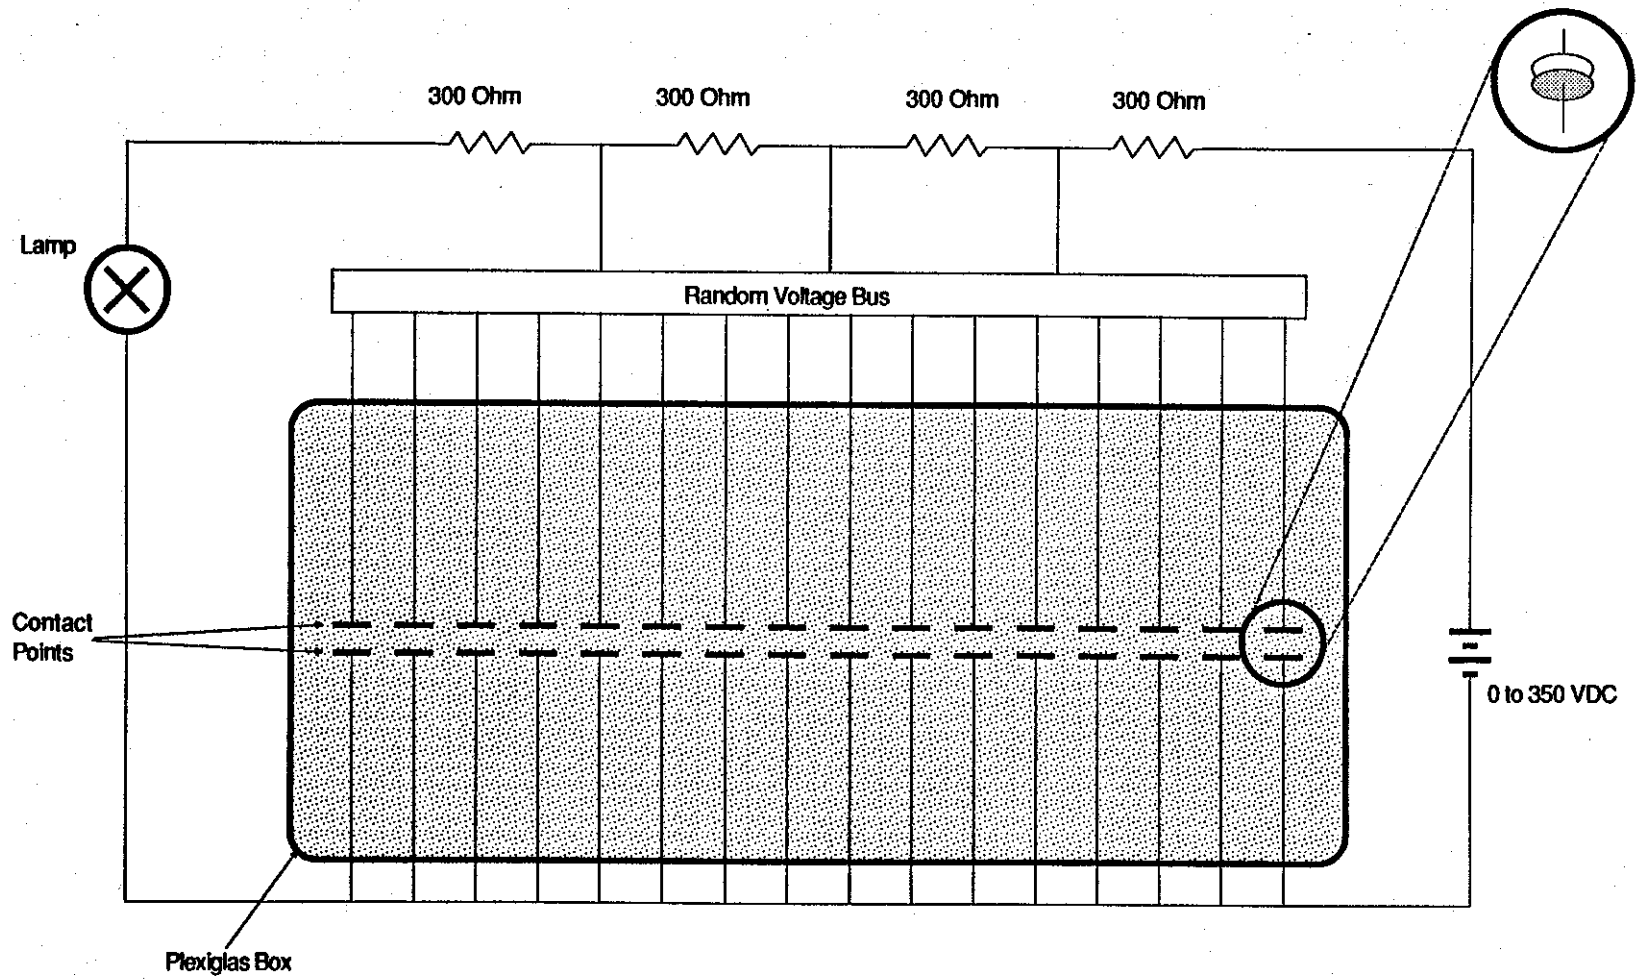 300 Ohm
300 Ohm
300 Ohm
300 Ohm
Lamp
Random Voltage Bus
Contact
Points
0 to 350 VDC
Plexiglas Box